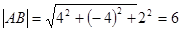 |AB| = √4² + (−4)² + 2² = 6